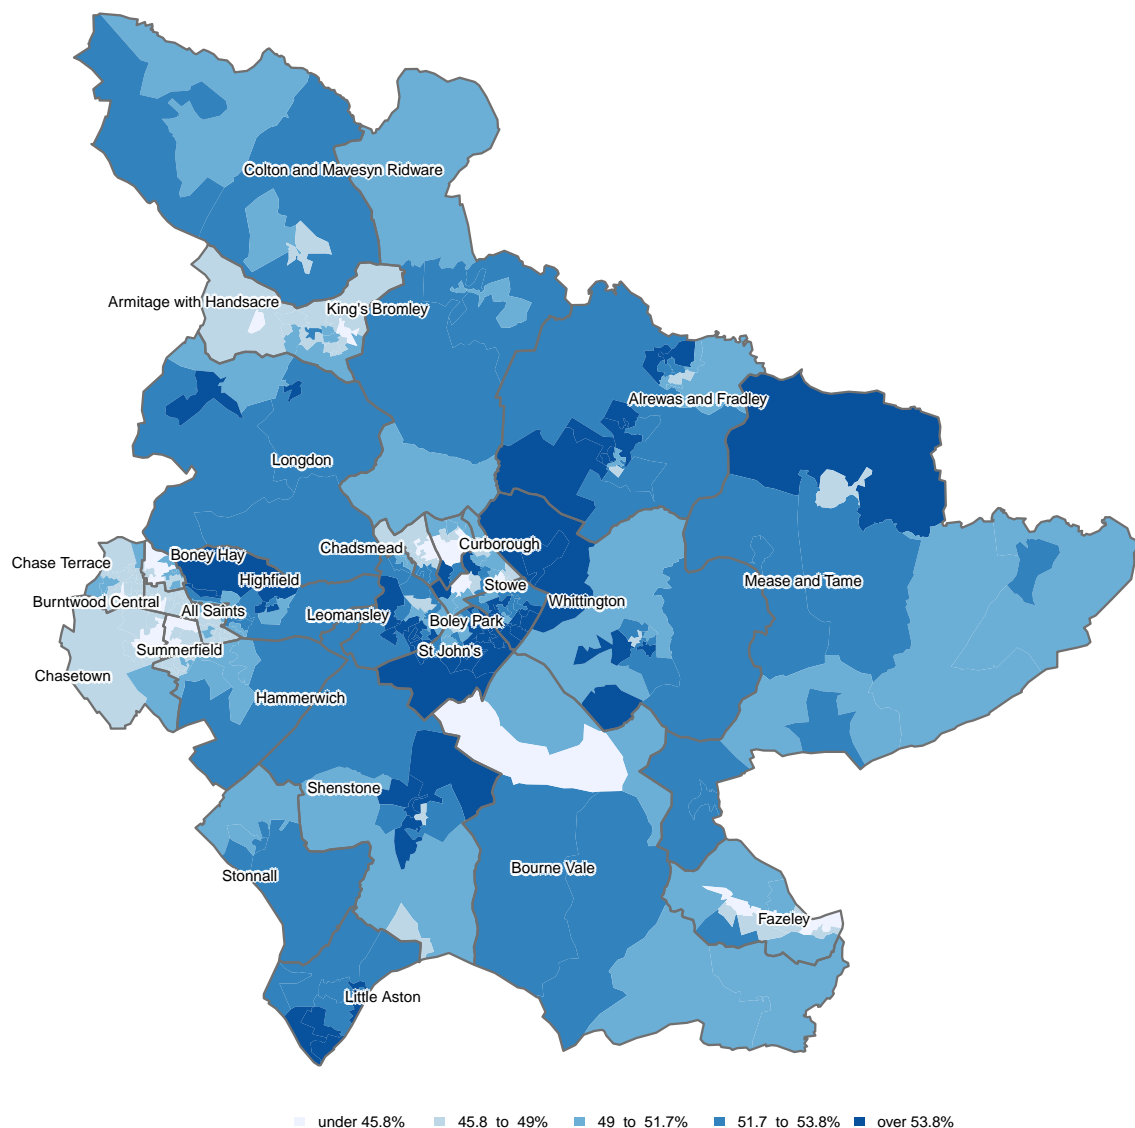 Colton and Mavesyn Ridware
Armitage with Handsacre
King's Bromley
Alrewas and Fradley
Longdon
Chadsmead
Curborough
Boney Hay
Chase Terrace
Highfield
Stowe
Mease and Tame
Burntwood Central
All Saints
Leomansley
Whittington
Boley Park
Summerfield
St John's
Chasetown
Hammerwich
Shenstone
Bourne Vale
Stonnall
Fazeley
Little Aston
under 45.8% 45.8 to 49% 49 to 51.7% 51.7 to 53.8% over 53.8%